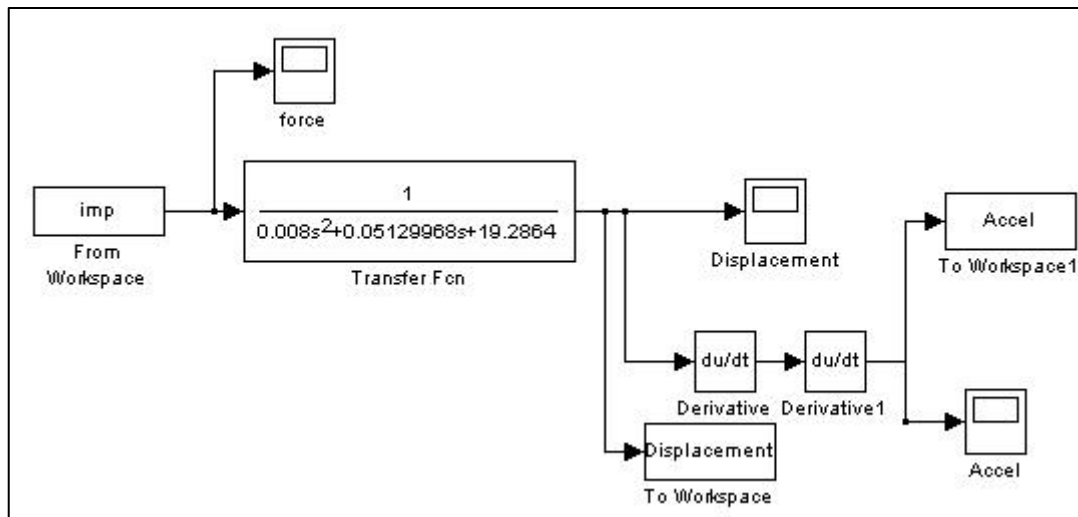 force
imp
From
Workspace
1
0.008s²+0.05129968s+19.2864
Transfer Fcn
Displacement
Accel
To Workspace1
du/dt
Derivative
du/dt
Derivative1
Displacement
To Workspace
Accel